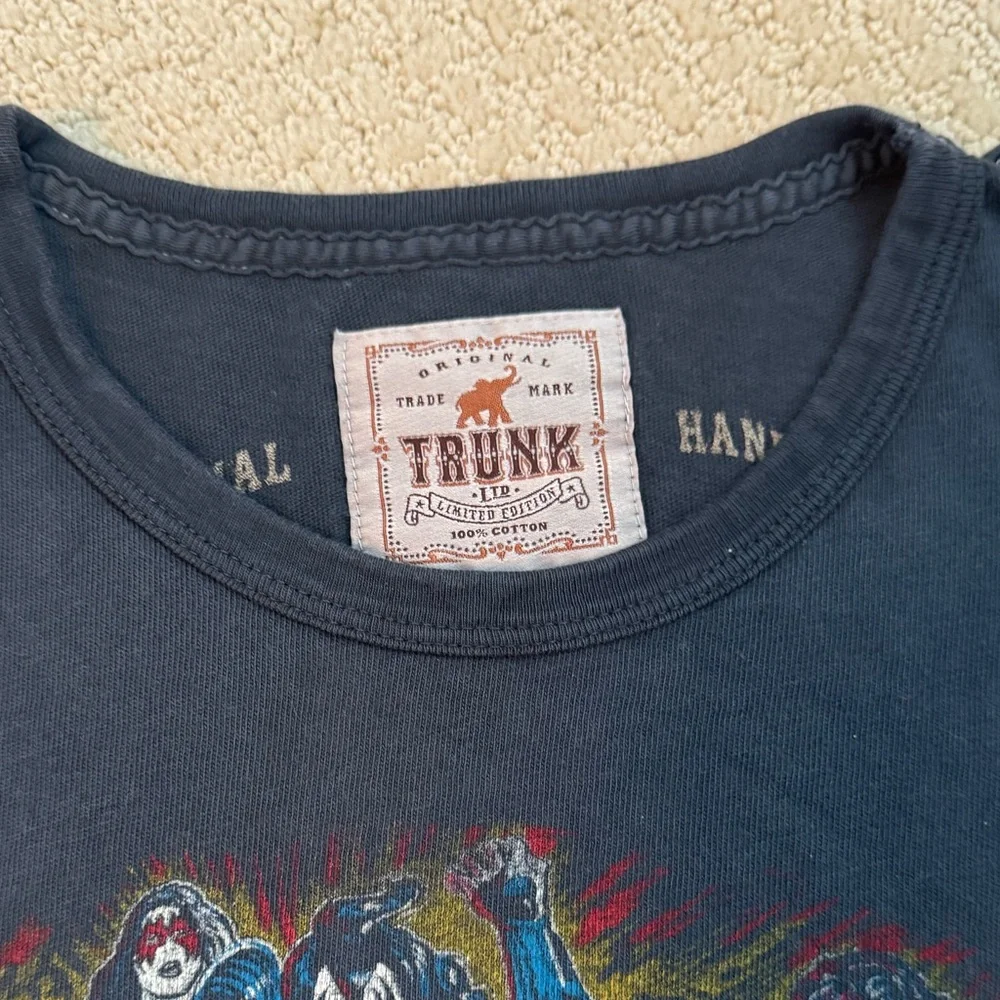 ORIGINAL
TRADE MARK
TRUNK
LTD
LIMITED EDITION
100% COTTON